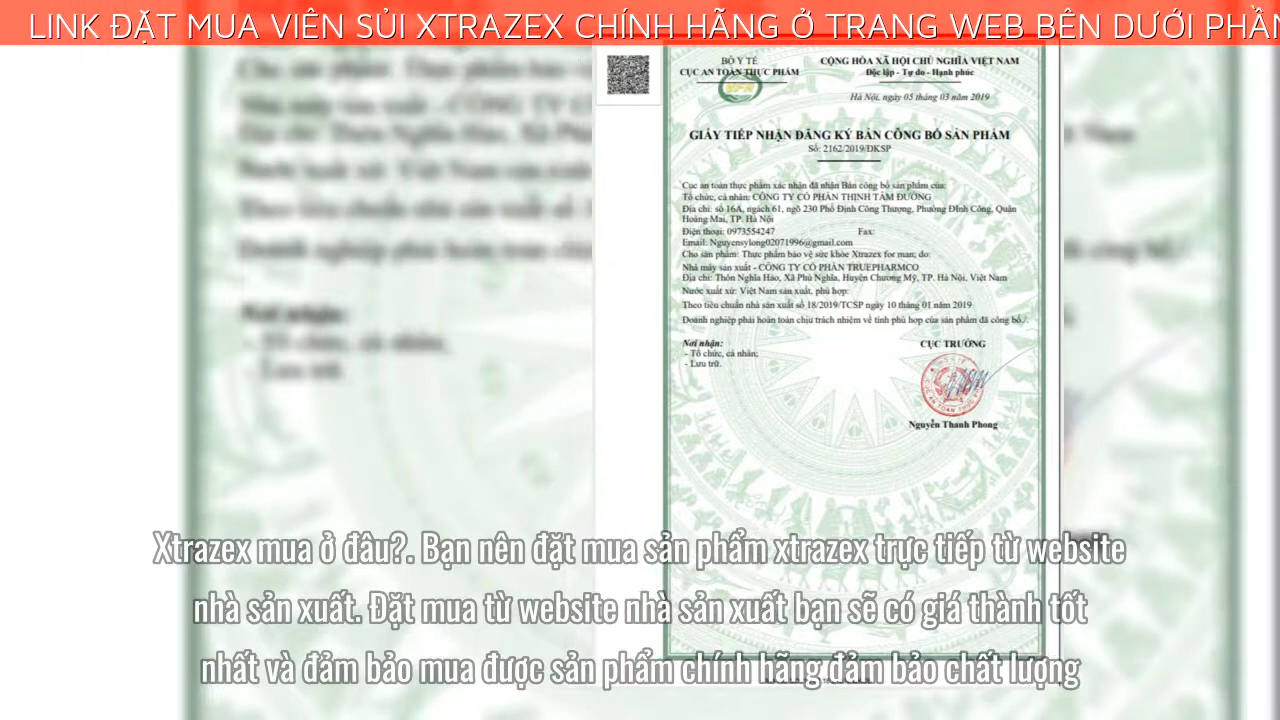 LINK ĐẶT MUA VIÊN SỦI XTRAZEX CHÍNH HÃNG Ở TRANG WEB BÊN DƯỚI PHẦN
BỘ Y TẾ
CỤC AN TOÀN THỰC PHẨM
CỘNG HÒA XÃ HỘI CHỦ NGHĨA VIỆT NAM
Độc lập - Tự do - Hạnh phúc
Hà Nội, ngày 05 tháng 03 năm 2019
GIẤY TIẾP NHẬN ĐĂNG KÝ BẢN CÔNG BỐ SẢN PHẨM
Số: 2162/2019/ĐKSP
Cục an toàn thực phẩm xác nhận đã nhận Bản công bố sản phẩm của:
Tổ chức, cá nhân: CÔNG TY CỔ PHẦN THỊNH TÂM ĐƯỜNG
Địa chỉ: số 16A, ngách 61, ngõ 230 Phố Định Công Thượng, Phường Định Công, Quận
Hoàng Mai, TP. Hà Nội
Điện thoại: 0973554247 Fax:
Email: Nguyensylong02071996@gmail.com
Cho sản phẩm: Thực phẩm bảo vệ sức khỏe Xtrazex for man; do:
Nhà máy sản xuất - CÔNG TY CỔ PHẦN TRUEPHARMCO
Địa chỉ: Thôn Nghĩa Hảo, Xã Phú Nghĩa, Huyện Chương Mỹ, TP. Hà Nội, Việt Nam
Nước xuất xứ: Việt Nam sản xuất, phù hợp:
Theo tiêu chuẩn nhà sản xuất số 18/2019/TCSP ngày 10 tháng 01 năm 2019
Doanh nghiệp phải hoàn toàn chịu trách nhiệm về tính phù hợp của sản phẩm đã công bố./.
Nơi nhận:
- Tổ chức, cá nhân;
- Lưu trữ.
CỤC TRƯỞNG
Nguyễn Thanh Phong
Xtrazex mua ở đâu?. Bạn nên đặt mua sản phẩm xtrazex trực tiếp từ website
nhà sản xuất. Đặt mua từ website nhà sản xuất bạn sẽ có giá thành tốt
nhất và đảm bảo mua được sản phẩm chính hãng đảm bảo chất lượng